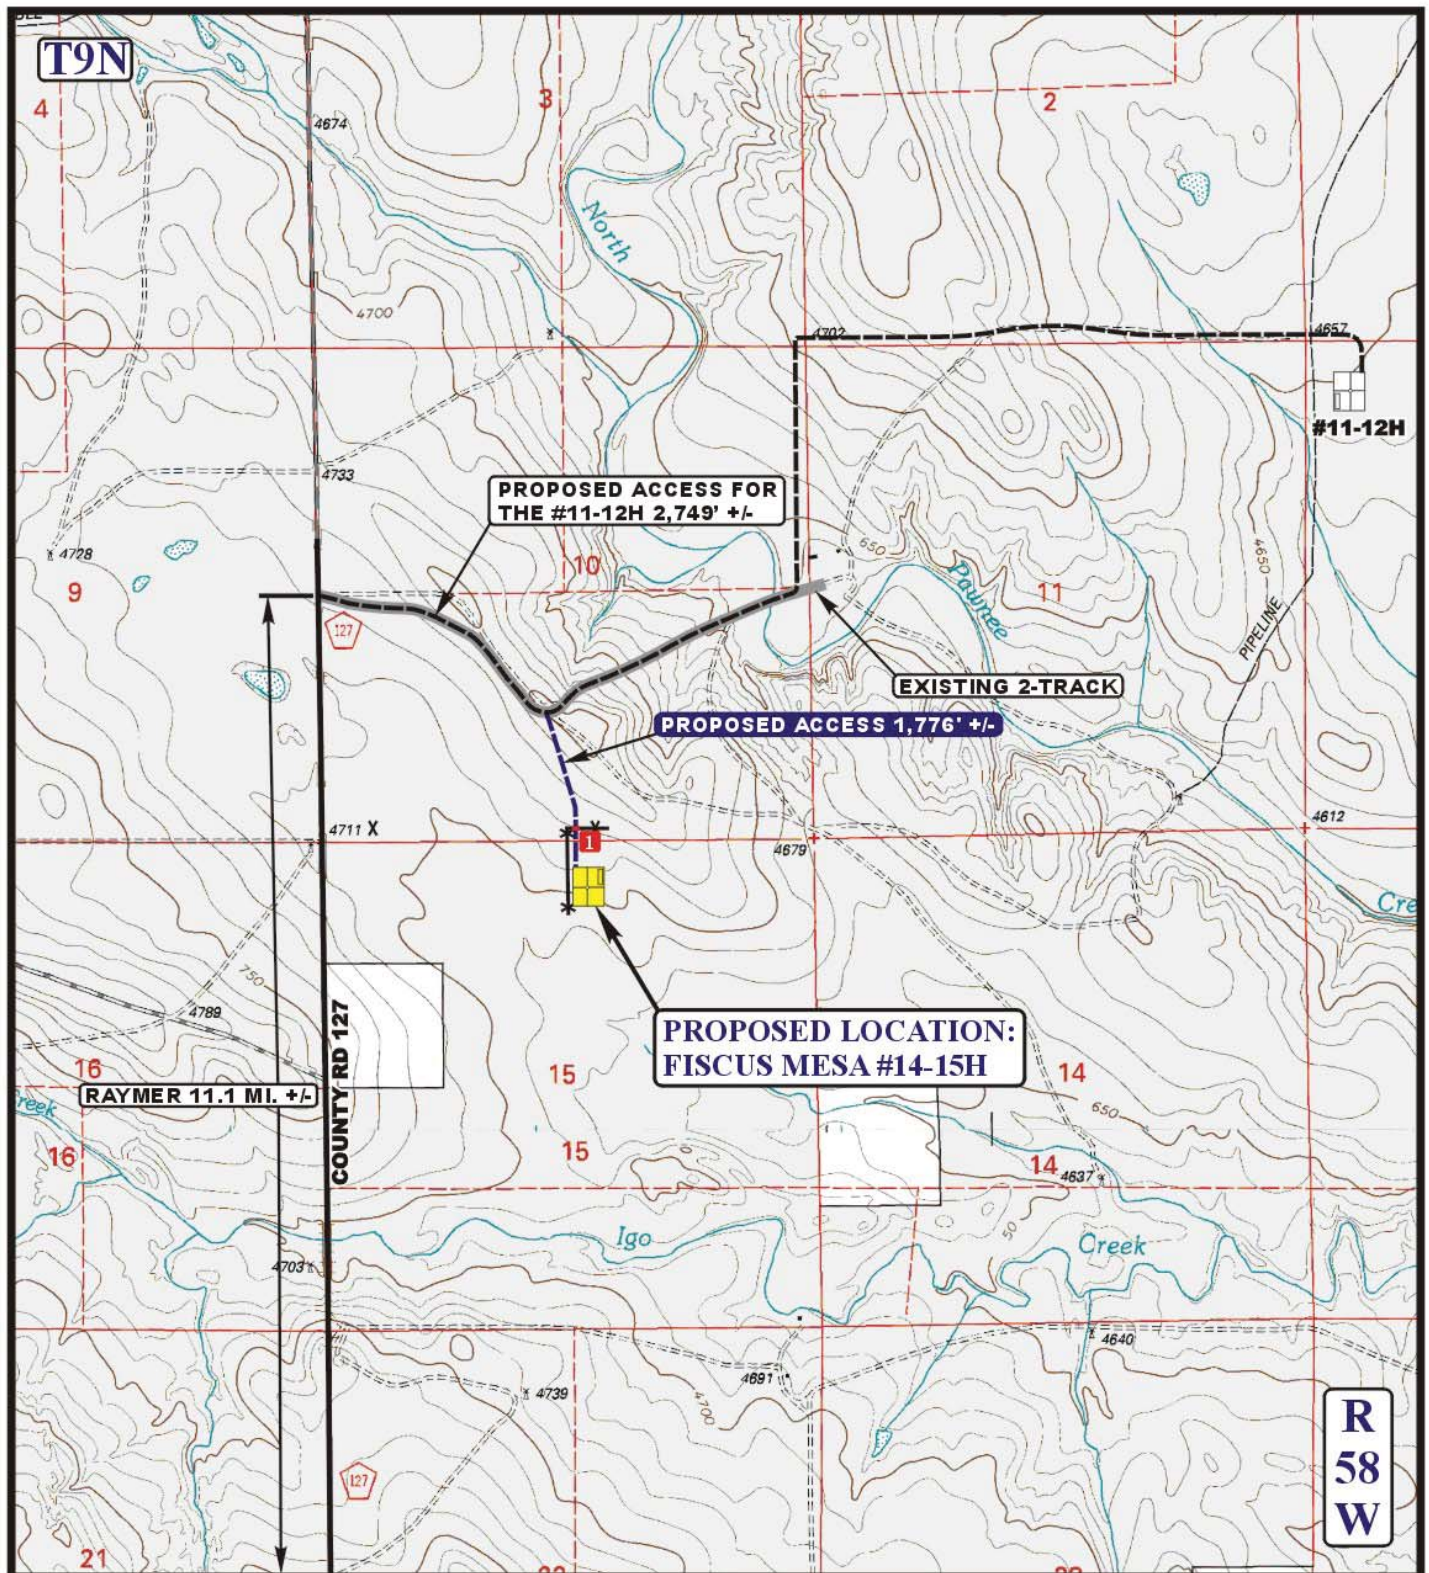 T9N
4
3
2
4674
North
4700
4702
4657
#11-12H
4733
PROPOSED ACCESS FOR
THE #11-12H 2,749' +/-
4728
9
10
650
Pawnee
11
4650
127
PIPELINE
EXISTING 2-TRACK
PROPOSED ACCESS 1,776' +/-
4711 X
1
4679
4612
Cre
750
4789
COUNTY RD 127
PROPOSED LOCATION:
FISCUS MESA #14-15H
16
15
14
RAYMER 11.1 MI. +/-
reek
650
16
15
14
4637
Igo
Creek
50
4703
4640
4691
4739
4700
R
58
W
127
21